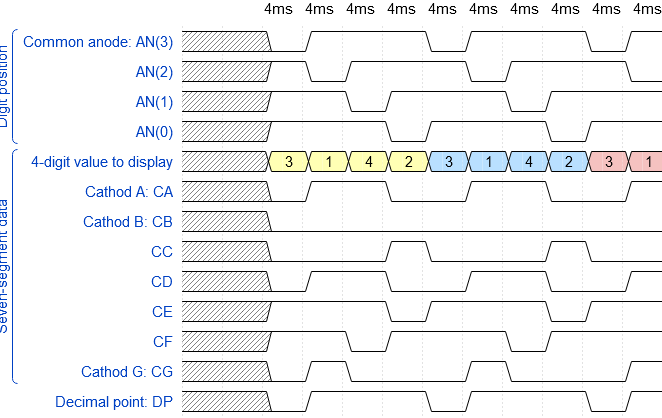 4ms 4ms 4ms 4ms 4ms 4ms 4ms 4ms 4ms 4ms
Digit position
Common anode: AN(3)
AN(2)
AN(1)
AN(0)
Seven-segment data
4-digit value to display 3 1 4 2 3 1 4 2 3 1
Cathod A: CA
Cathod B: CB
CC
CD
CE
CF
Cathod G: CG
Decimal point: DP